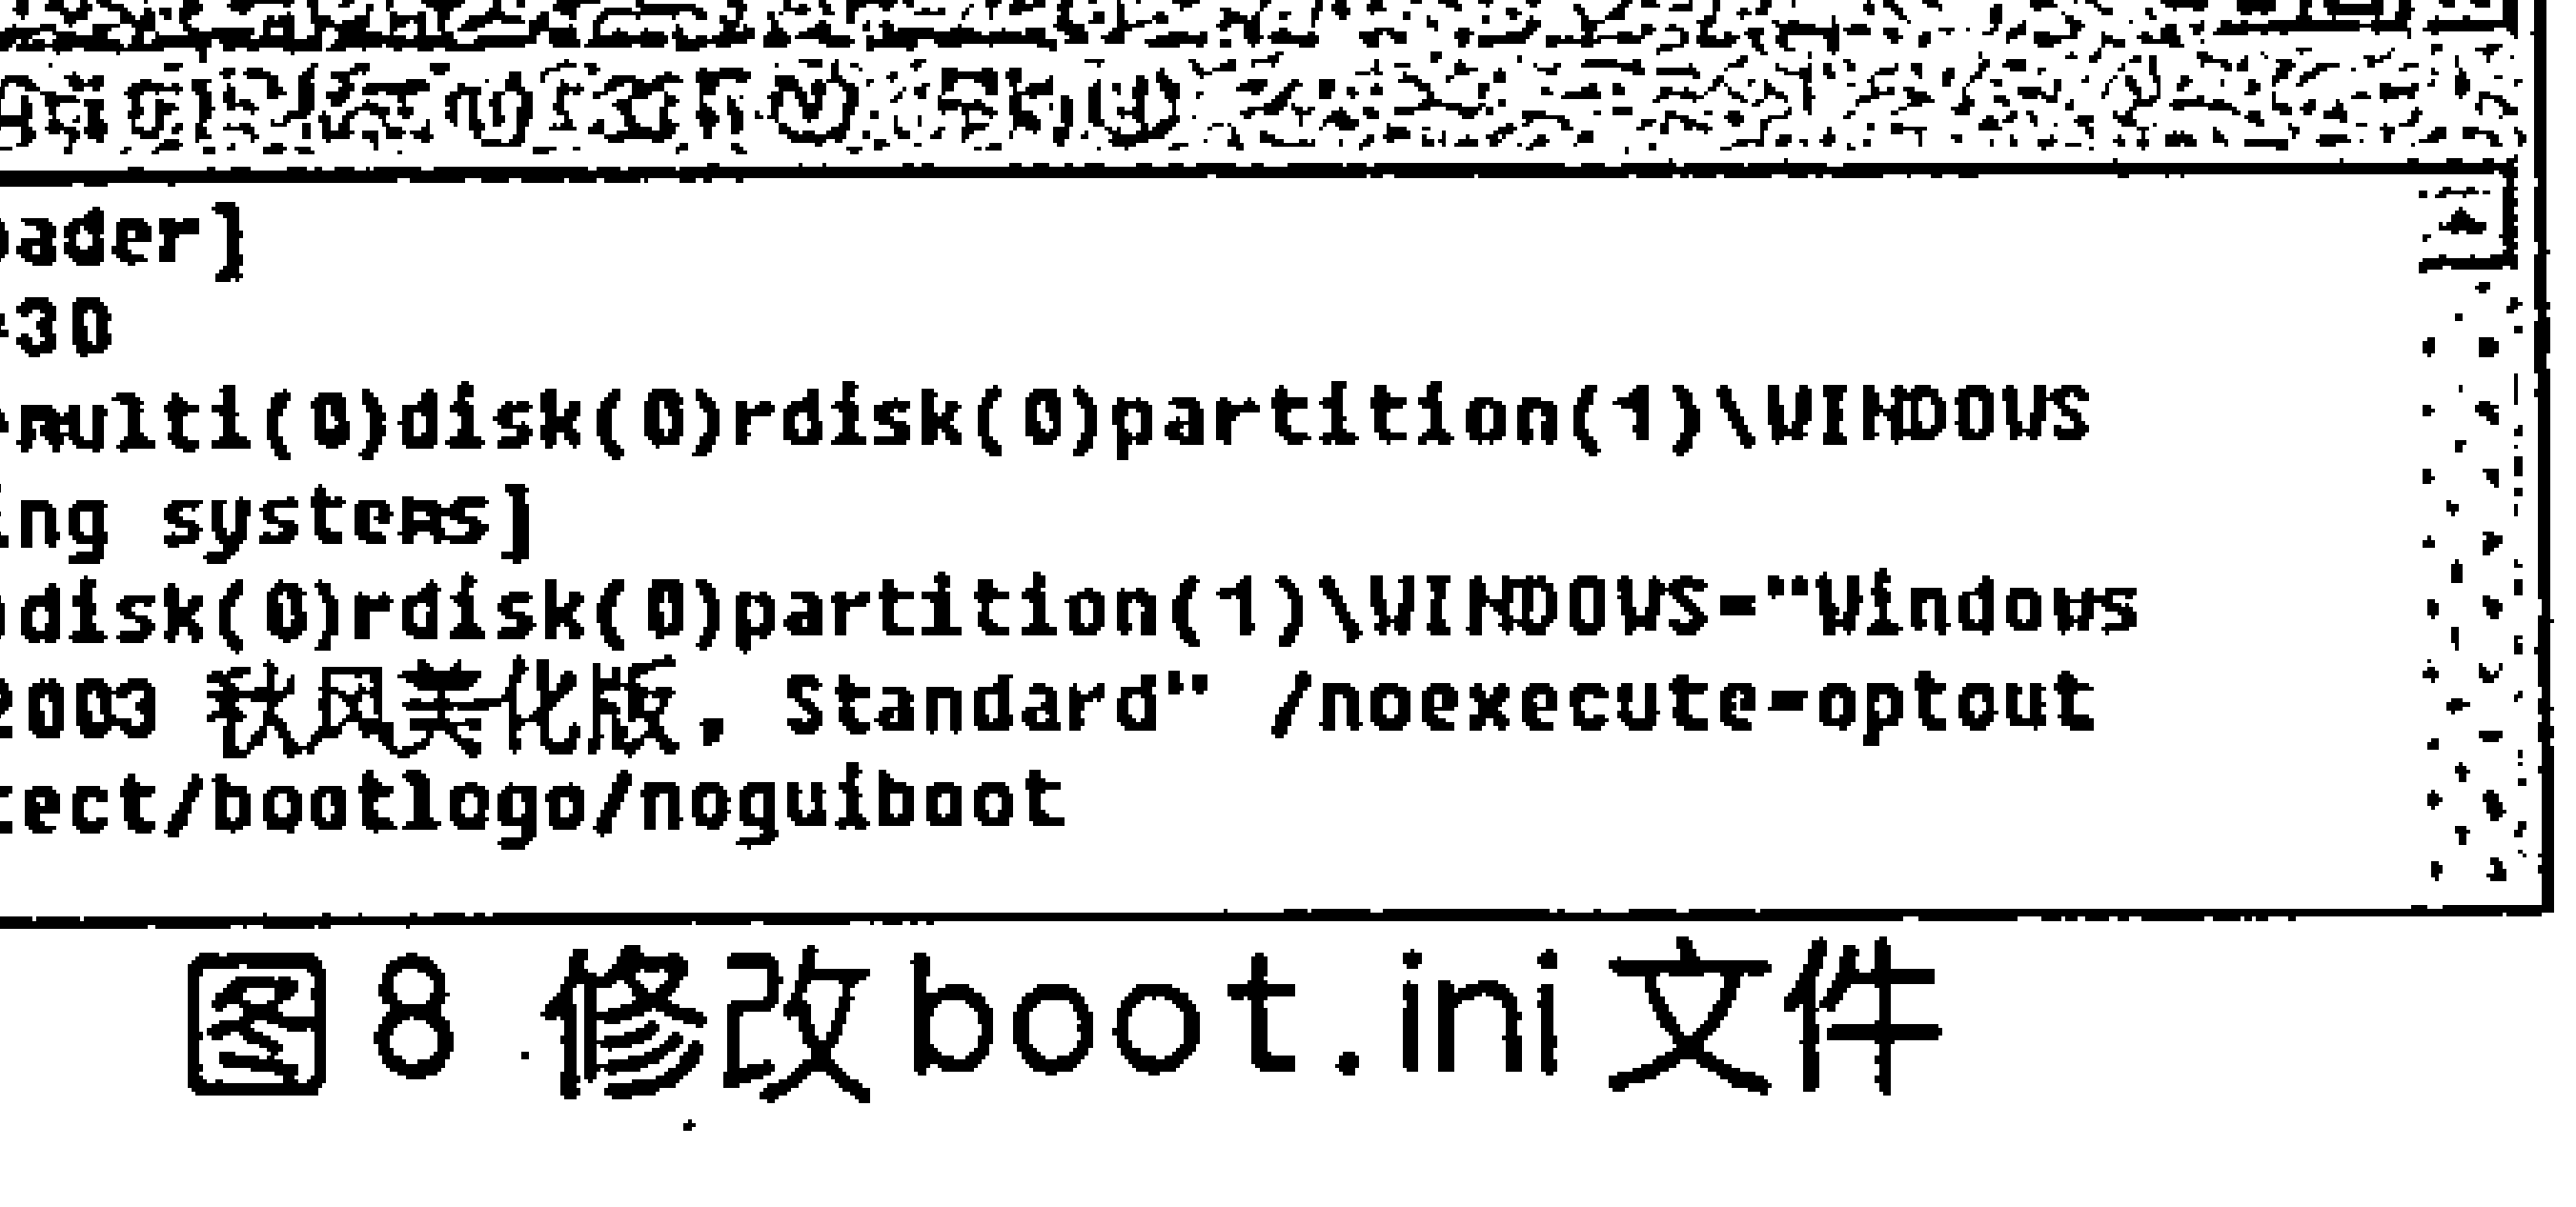 oader]
=30
=multi(0)disk(0)rdisk(0)partition(1)\WINDOWS
ing systems]
)disk(0)rdisk(0)partition(1)\WINDOWS="Windows
2003 秋风美化版, Standard" /noexecute=optout
tect/bootlogo/noguiboot
图8 修改boot.ini文件